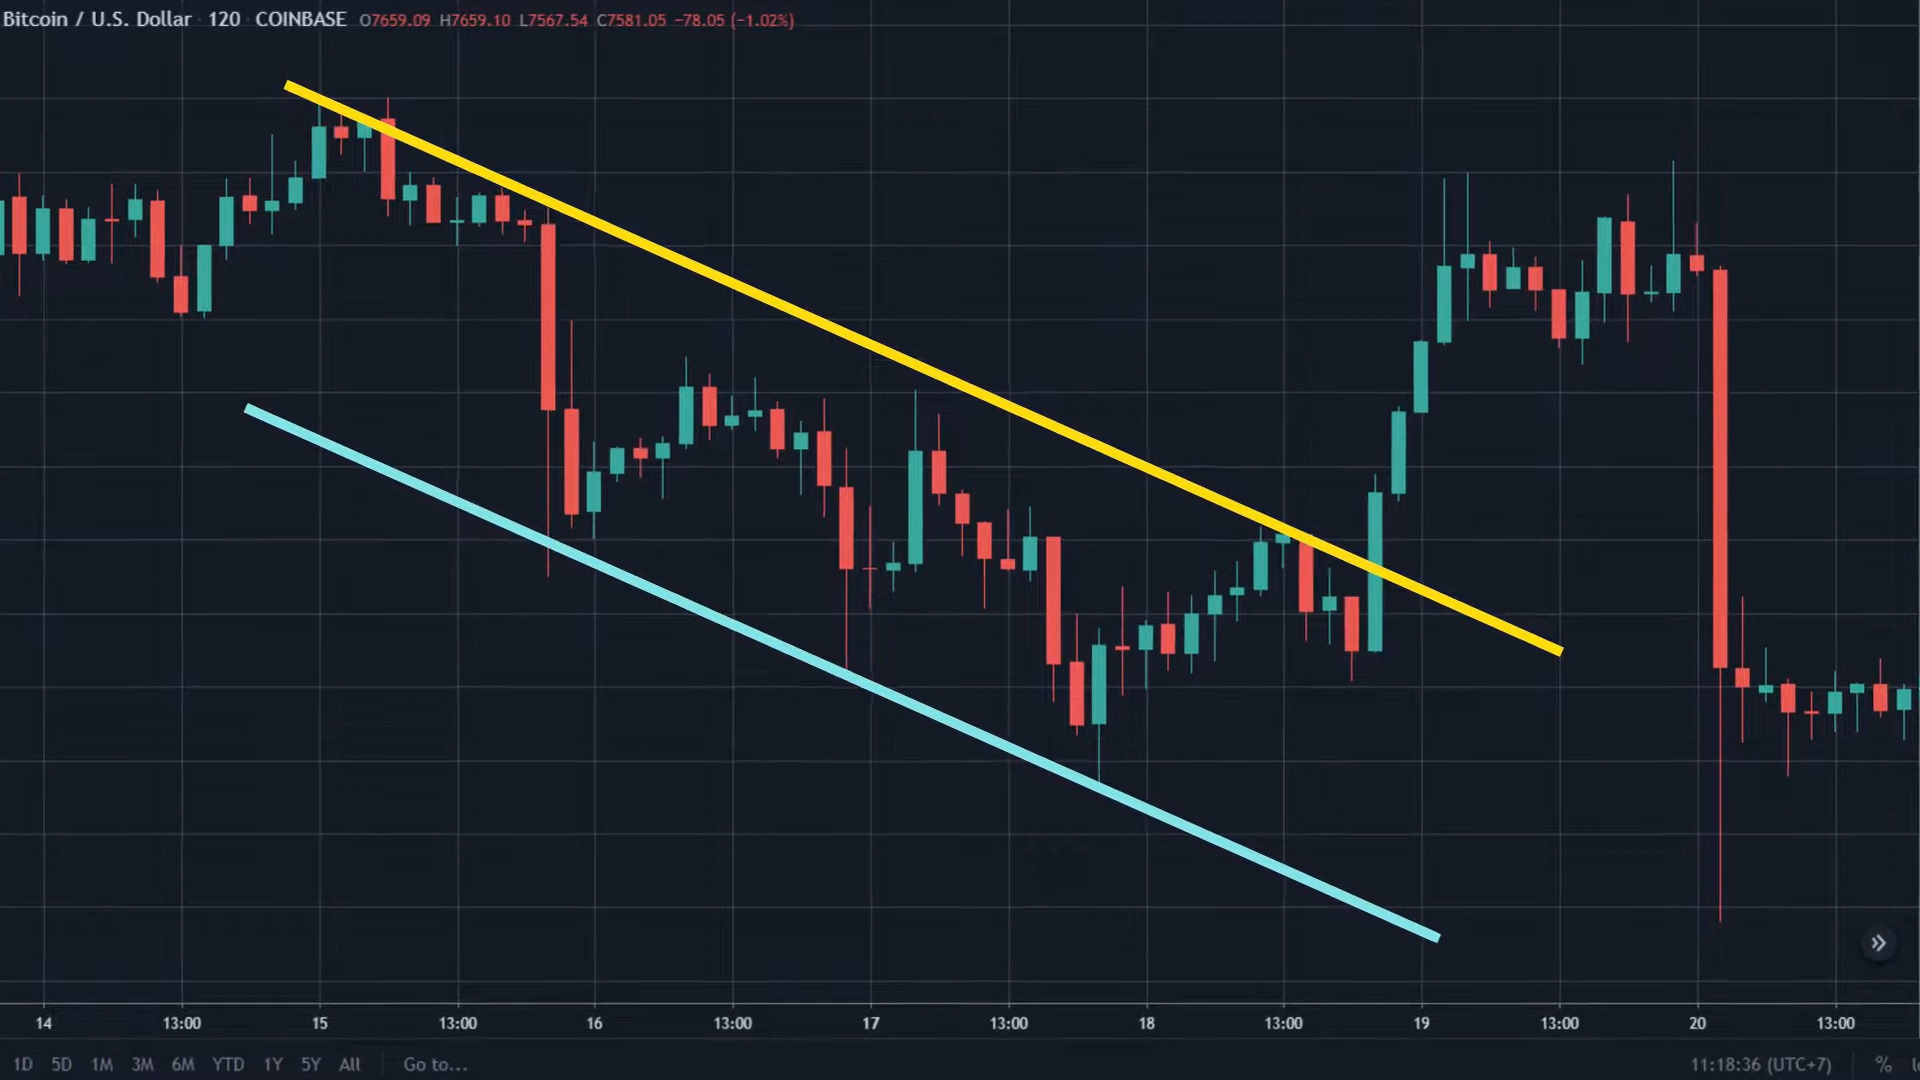 Bitcoin / U.S. Dollar 120 COINBASE O7659.09 H7659.10 L7567.54 C7581.05 −78.05 (−1.02%)
14 13:00 15 13:00 16 13:00 17 13:00 18 13:00 19 13:00 20 13:00
1D 5D 1M 3M 6M YTD 1Y 5Y All Go to... 11:18:36 (UTC+7) %